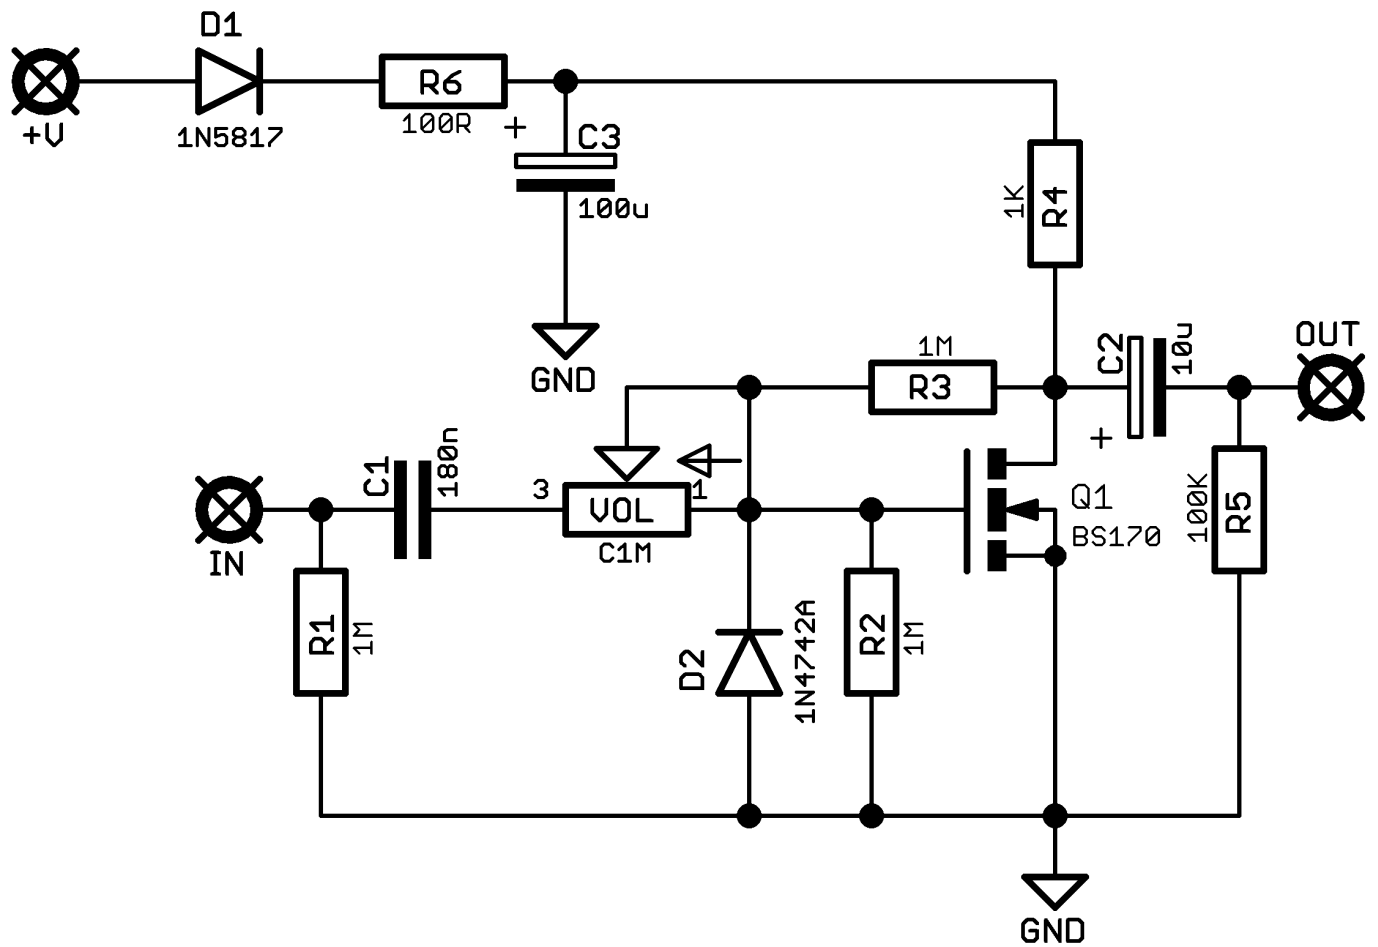 D1
+V
1N5817
R6
100R
+
C3
100u
GND
1K
R4
1M
R3
C2
10u
+
OUT
IN
C1
180n
3
VOL
1
C1M
R1
1M
D2
1N4742A
R2
1M
Q1
BS170
100K
R5
GND